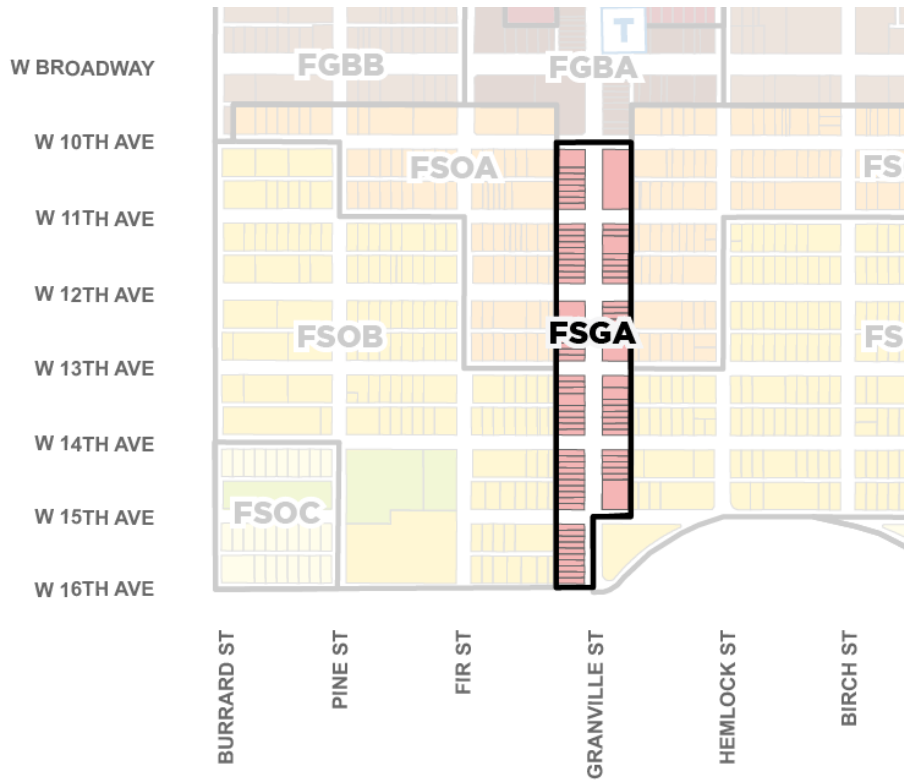 T
W BROADWAY
FGBB
FGBA
W 10TH AVE
FSOA
FS
W 11TH AVE
W 12TH AVE
FSOB
FSGA
FS
W 13TH AVE
W 14TH AVE
FSOC
W 15TH AVE
W 16TH AVE
BURRARD ST
PINE ST
FIR ST
GRANVILLE ST
HEMLOCK ST
BIRCH ST